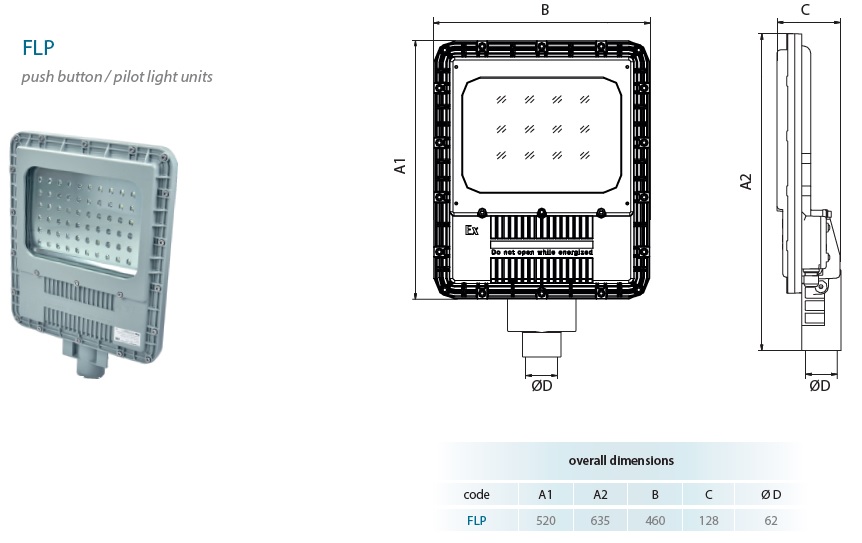 FLP
push button / pilot light units
B
C
A1
A2
Ex
Do not open while energized
ØD
ØD
overall dimensions
code A1 A2 B C Ø D
FLP 520 635 460 128 62